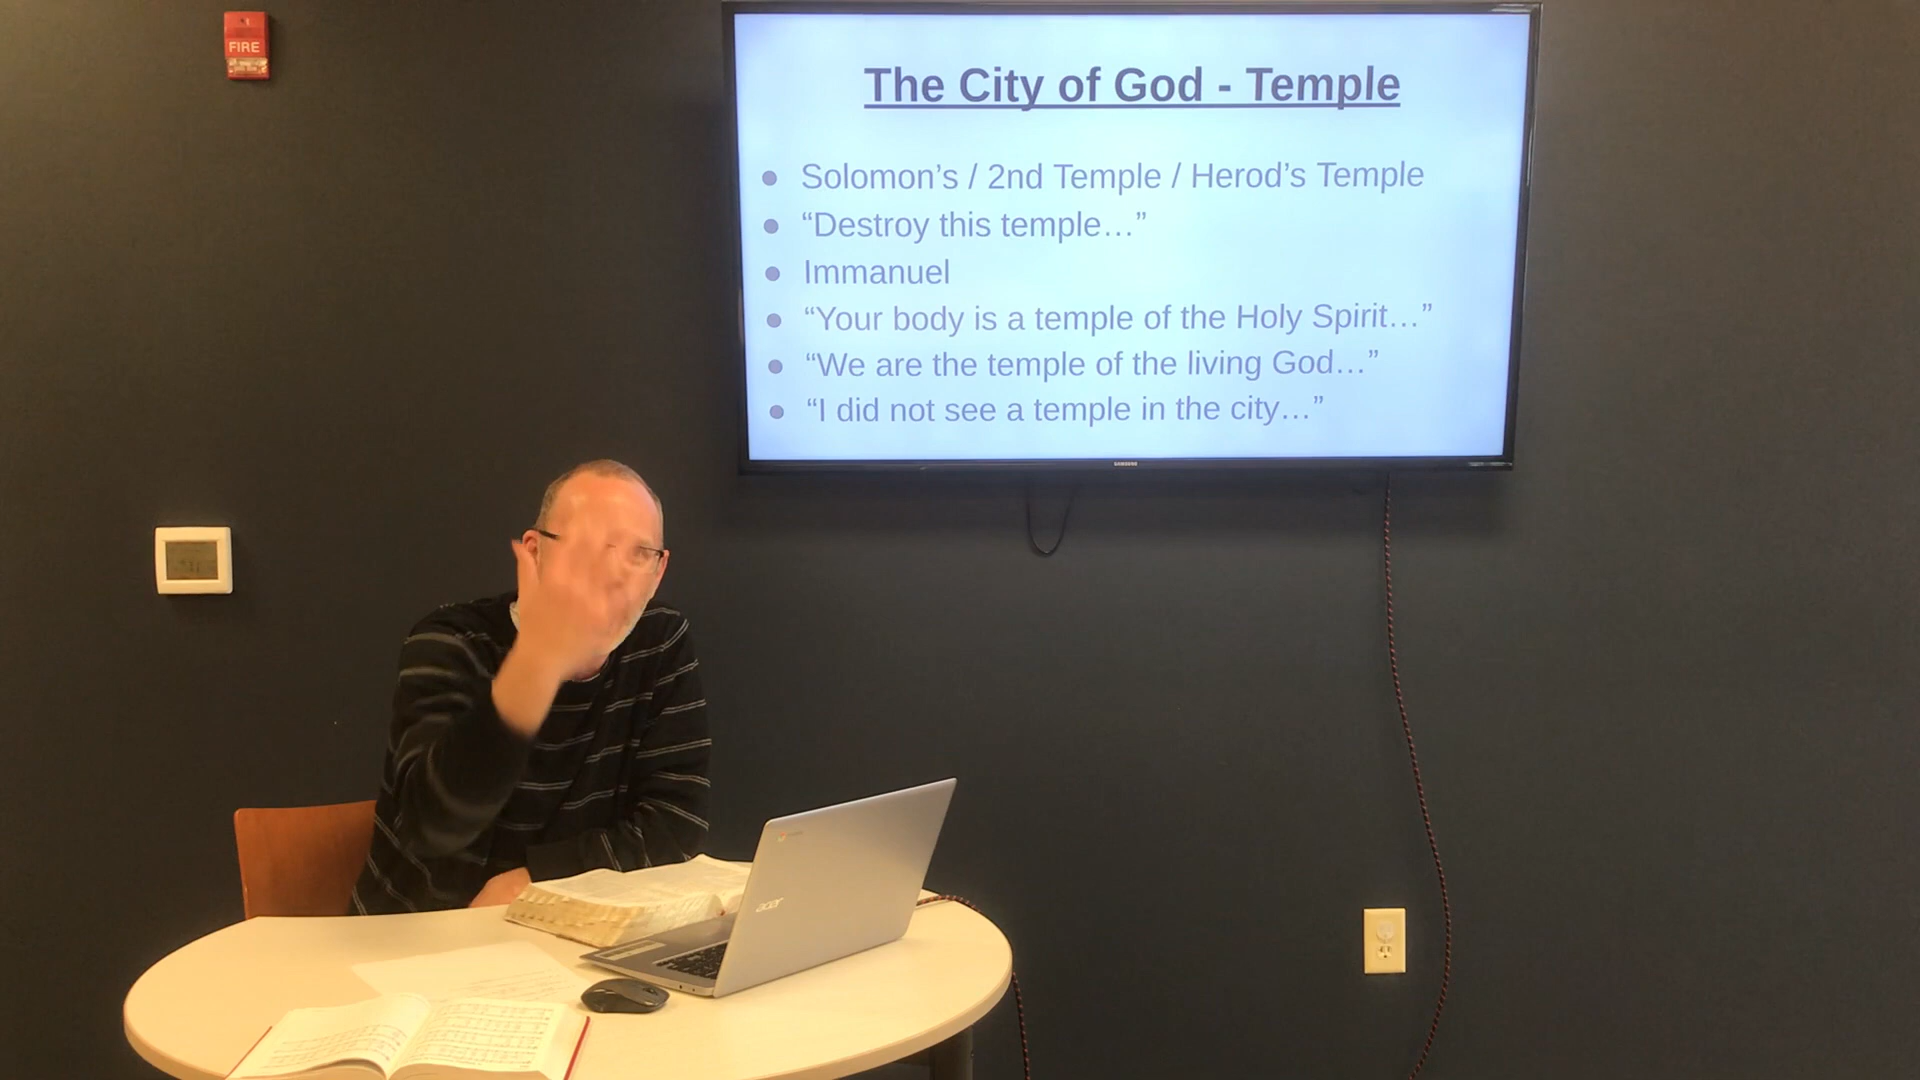 FIRE
The City of God - Temple
● Solomon’s / 2nd Temple / Herod’s Temple
● “Destroy this temple…”
● Immanuel
● “Your body is a temple of the Holy Spirit…”
● “We are the temple of the living God…”
● “I did not see a temple in the city…”
SAMSUNG
acer